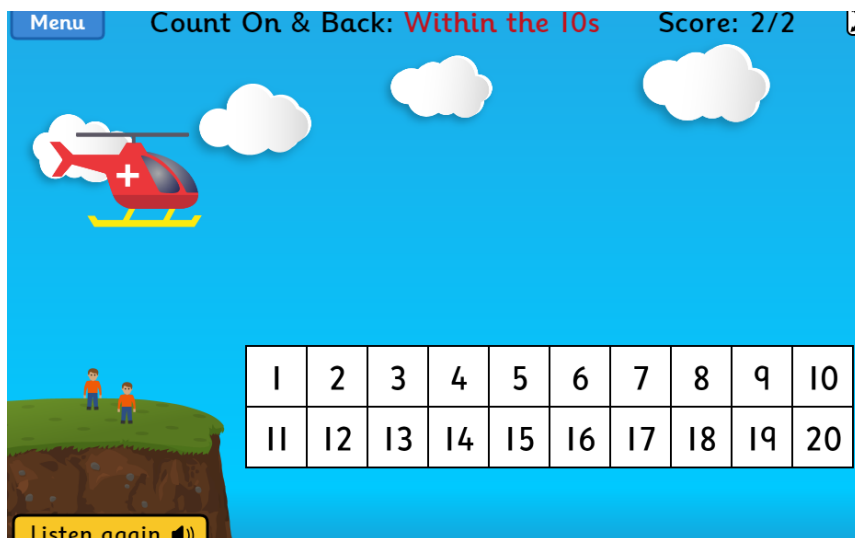 Menu Count On & Back: Within the 10s Score: 2/2
1 2 3 4 5 6 7 8 9 10
11 12 13 14 15 16 17 18 19 20
Listen again